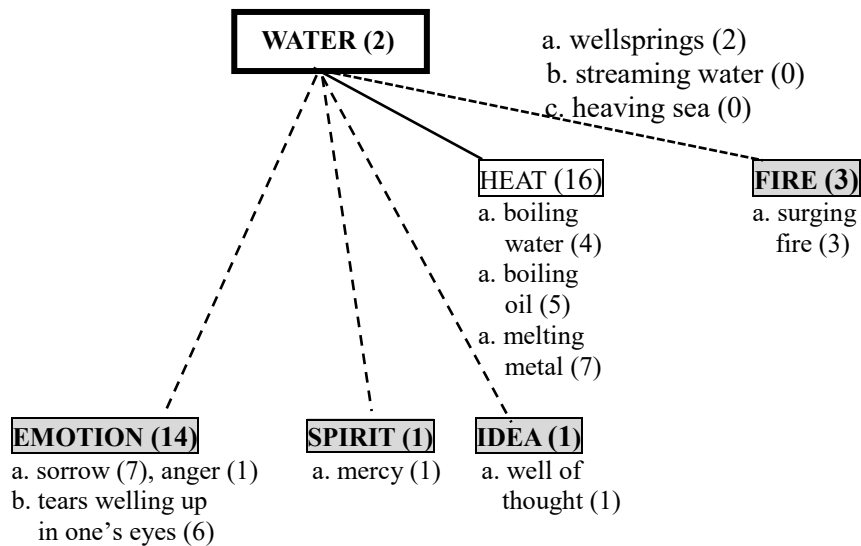 WATER (2)
a. wellsprings (2)
b. streaming water (0)
c. heaving sea (0)
HEAT (16)
a. boiling
water (4)
a. boiling
oil (5)
a. melting
metal (7)
FIRE (3)
a. surging
fire (3)
EMOTION (14)
a. sorrow (7), anger (1)
b. tears welling up
in one’s eyes (6)
SPIRIT (1)
a. mercy (1)
IDEA (1)
a. well of
thought (1)